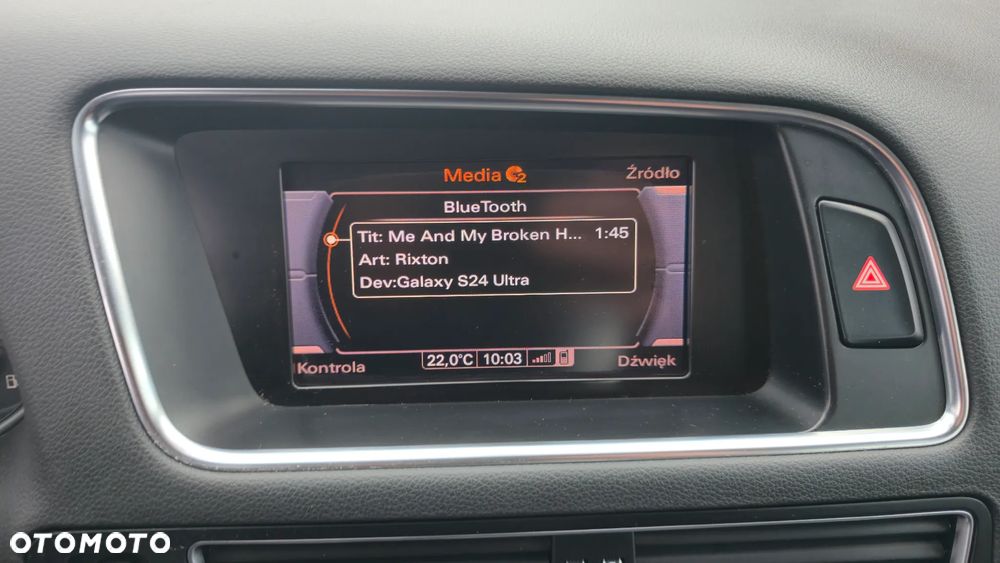 Media 2
Źródło
BlueTooth
Tit: Me And My Broken H... 1:45
Art: Rixton
Dev:Galaxy S24 Ultra
Kontrola
22,0°C 10:03
Dźwięk
OTOMOTO